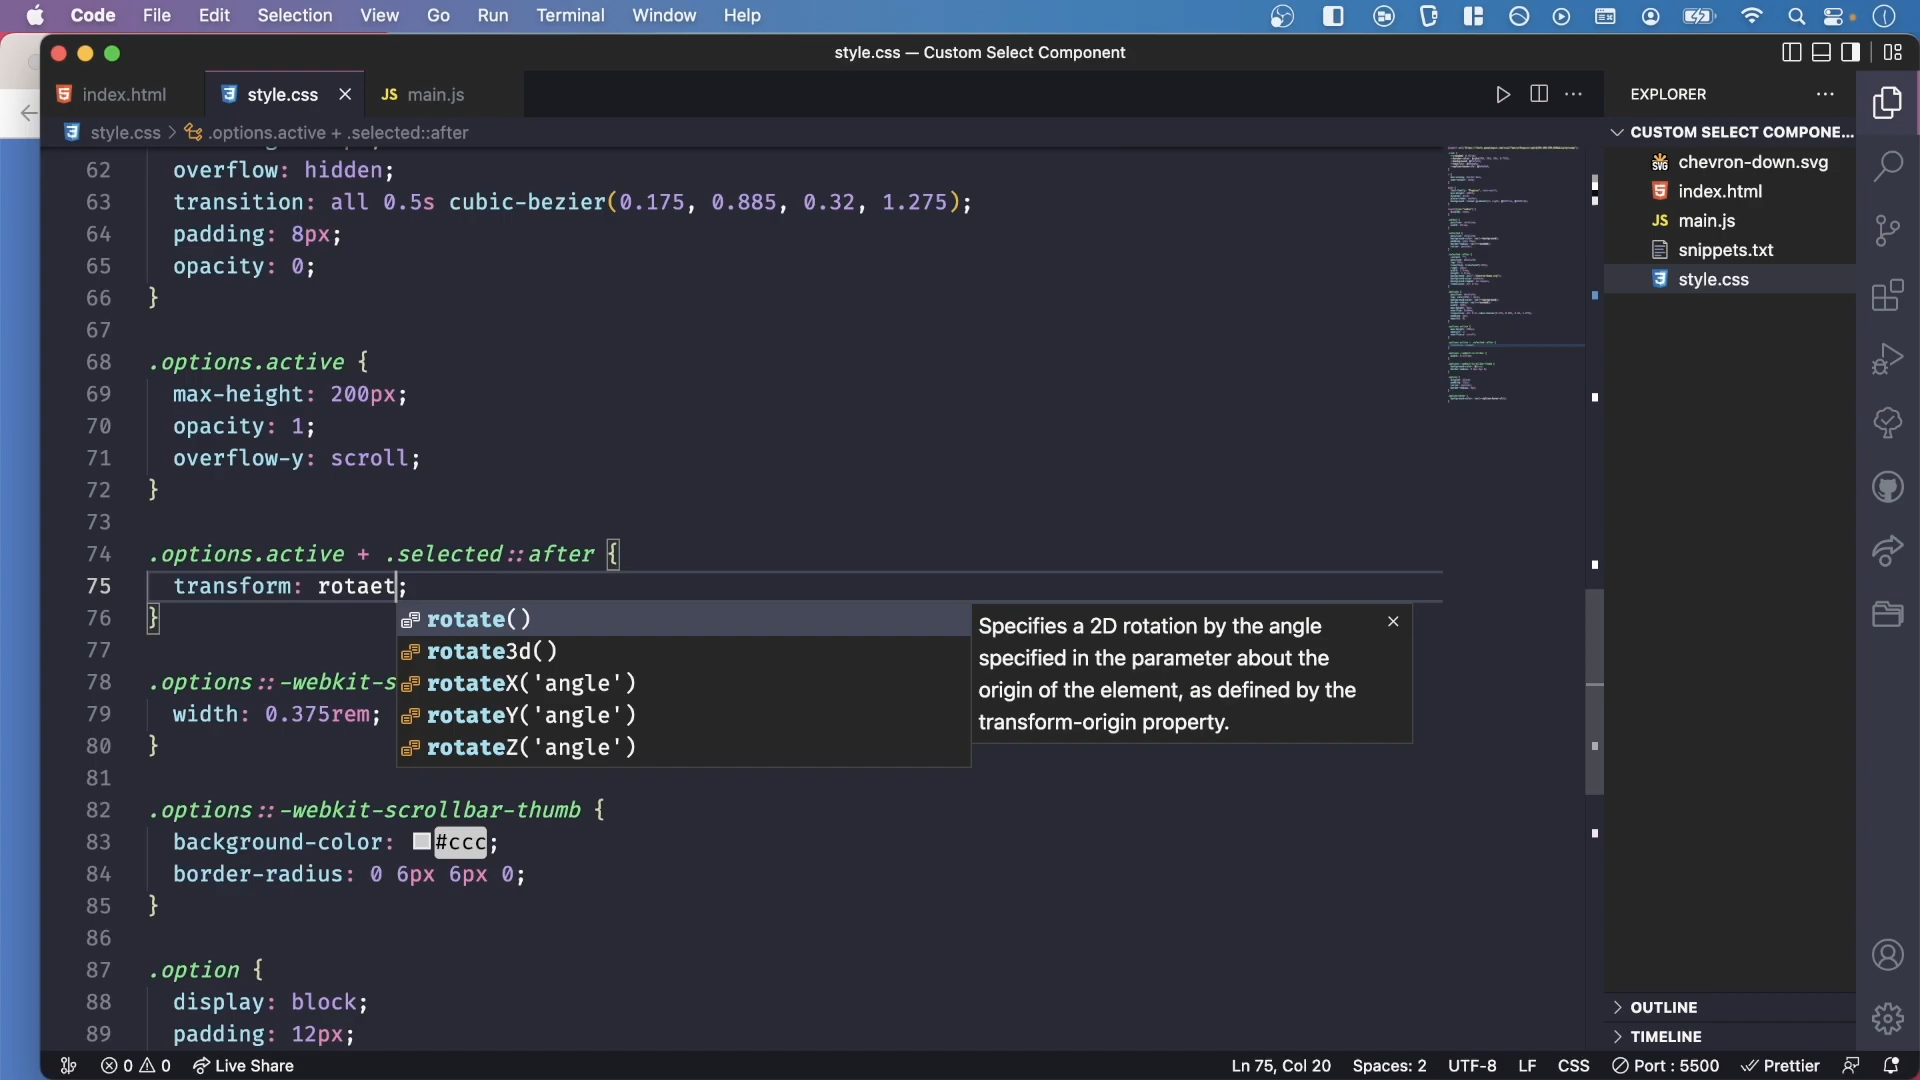 Code File Edit Selection View Go Run Terminal Window Help
style.css — Custom Select Component
index.html style.css JS main.js
style.css > .options.active + .selected::after
62 overflow: hidden;
63 transition: all 0.5s cubic-bezier(0.175, 0.885, 0.32, 1.275);
64 padding: 8px;
65 opacity: 0;
66 }
67
68 .options.active {
69 max-height: 200px;
70 opacity: 1;
71 overflow-y: scroll;
72 }
73
74 .options.active + .selected::after {
75 transform: rotaet;
76 }
77
78 .options::-webkit-s
79 width: 0.375rem;
80 }
81
82 .options::-webkit-scrollbar-thumb {
83 background-color: #ccc;
84 border-radius: 0 6px 6px 0;
85 }
86
87 .option {
88 display: block;
89 padding: 12px;
rotate()
rotate3d()
rotateX('angle')
rotateY('angle')
rotateZ('angle')
Specifies a 2D rotation by the angle
specified in the parameter about the
origin of the element, as defined by the
transform-origin property.
EXPLORER
CUSTOM SELECT COMPONE...
SVG chevron-down.svg
index.html
JS main.js
snippets.txt
style.css
OUTLINE
TIMELINE
0 0 Live Share
Ln 75, Col 20 Spaces: 2 UTF-8 LF CSS Port : 5500 Prettier